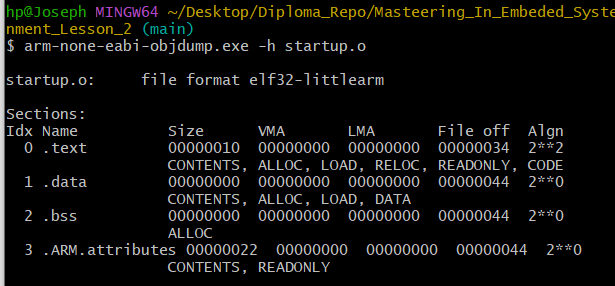 hp@Joseph MINGW64 ~/Desktop/Diploma_Repo/Masteering_In_Embeded_Syste
nment_Lesson_2 (main)
$ arm-none-eabi-objdump.exe -h startup.o

startup.o:     file format elf32-littlearm

Sections:
Idx Name          Size      VMA       LMA       File off  Algn
  0 .text         00000010  00000000  00000000  00000034  2**2
                  CONTENTS, ALLOC, LOAD, RELOC, READONLY, CODE
  1 .data         00000000  00000000  00000000  00000044  2**0
                  CONTENTS, ALLOC, LOAD, DATA
  2 .bss          00000000  00000000  00000000  00000044  2**0
                  ALLOC
  3 .ARM.attributes 00000022  00000000  00000000  00000044  2**0
                  CONTENTS, READONLY